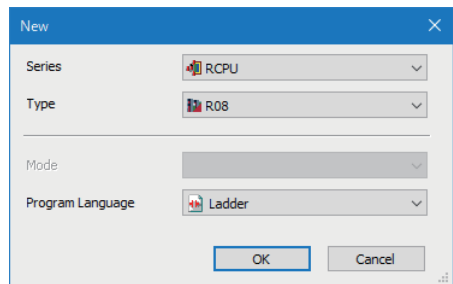 New
Series RCPU
Type R08
Mode
Program Language Ladder
OK Cancel